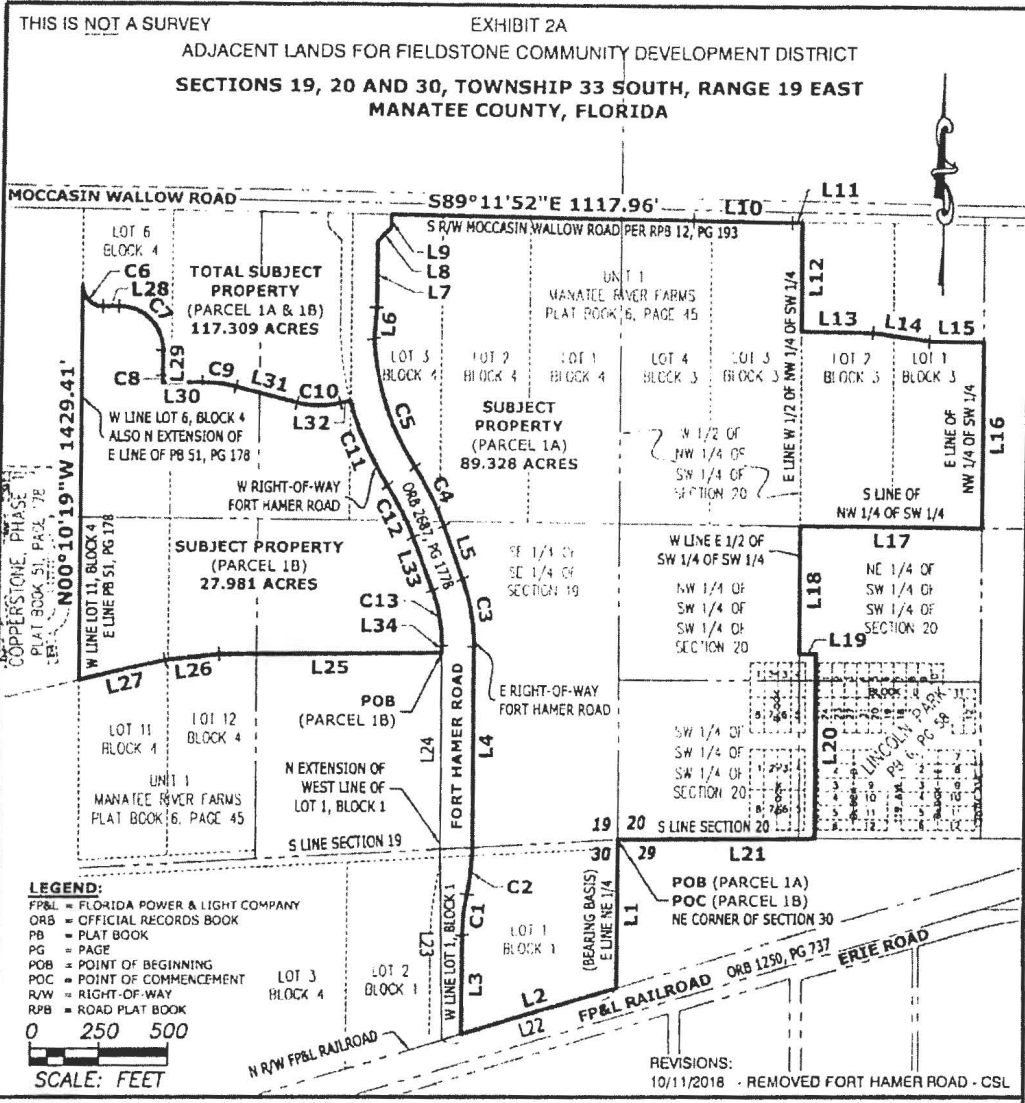 THIS IS NOT A SURVEY
EXHIBIT 2A
ADJACENT LANDS FOR FIELDSTONE COMMUNITY DEVELOPMENT DISTRICT
SECTIONS 19, 20 AND 30, TOWNSHIP 33 SOUTH, RANGE 19 EAST
MANATEE COUNTY, FLORIDA
MOCCASIN WALLOW ROAD
S89°11'52"E 1117.96'
L10
L11
S R/W MOCCASIN WALLOW ROAD PER RPB 12, PG 193
LOT 6
BLOCK 4
C6
L28
C7
TOTAL SUBJECT
PROPERTY
(PARCEL 1A & 1B)
117.309 ACRES
L9
L8
L7
L6
UNIT 1
MANATEE RIVER FARMS
PLAT BOOK 6, PAGE 45
L12
L13
L14
L15
LOT 3
BLOCK 4
LOT 2
BLOCK 4
LOT 1
BLOCK 4
LOT 4
BLOCK 3
LOT 3
BLOCK 3
LOT 2
BLOCK 3
LOT 1
BLOCK 3
E LINE W 1/2 OF NW 1/4 OF SW 1/4
E LINE OF
NW 1/4 OF SW 1/4
L16
C8
L29
L30
C9
L31
C10
L32
N00°10'19"W 1429.41'
W LINE LOT 6, BLOCK 4
ALSO N EXTENSION OF
E LINE OF PB 51, PG 178
C5
C11
SUBJECT
PROPERTY
(PARCEL 1A)
89.328 ACRES
W 1/2 OF
NW 1/4 OF
SW 1/4 OF
SECTION 20
W RIGHT-OF-WAY
FORT HAMER ROAD
ORB 2687, PG 1778
C4
C12
S LINE OF
NW 1/4 OF SW 1/4
L17
COPPERSTONE, PHASE
PLAT BOOK 51, PAGE 178
W LINE LOT 11, BLOCK 4
E LINE PB 51, PG 178
SUBJECT PROPERTY
(PARCEL 1B)
27.981 ACRES
L5
L33
C3
C13
L34
SE 1/4 OF
SE 1/4 OF
SECTION 19
W LINE E 1/2 OF
SW 1/4 OF SW 1/4
NW 1/4 OF
SW 1/4 OF
SW 1/4 OF
SECTION 20
L18
NE 1/4 OF
SW 1/4 OF
SW 1/4 OF
SECTION 20
L19
L27
L26
L25
POB
(PARCEL 1B)
E RIGHT-OF-WAY
FORT HAMER ROAD
LOT 11
BLOCK 4
LOT 12
BLOCK 4
L24
FORT HAMER ROAD
L4
SW 1/4 OF
SW 1/4 OF
SW 1/4 OF
SECTION 20
L20
BLOCK
LINCOLN PARK
PB 6, PG 58
UNIT 1
MANATEE RIVER FARMS
PLAT BOOK 6, PAGE 45
N EXTENSION OF
WEST LINE OF
LOT 1, BLOCK 1
S LINE SECTION 19
19
20
S LINE SECTION 20
30
29
L21
LEGEND:
FP&L = FLORIDA POWER & LIGHT COMPANY
ORB = OFFICIAL RECORDS BOOK
PB = PLAT BOOK
PG = PAGE
POB = POINT OF BEGINNING
POC = POINT OF COMMENCEMENT
R/W = RIGHT-OF-WAY
RPB = ROAD PLAT BOOK
C2
C1
POB (PARCEL 1A)
POC (PARCEL 1B)
NE CORNER OF SECTION 30
(BEARING BASIS)
E LINE NE 1/4
L1
LOT 1
BLOCK 1
W LINE LOT 1, BLOCK 1
L23
L3
LOT 3
BLOCK 4
LOT 2
BLOCK 1
L2
L22
FP&L RAILROAD
ORB 1250, PG 737
ERIE ROAD
N R/W FP&L RAILROAD
0 250 500
SCALE: FEET
REVISIONS:
10/11/2018 - REMOVED FORT HAMER ROAD - CSL